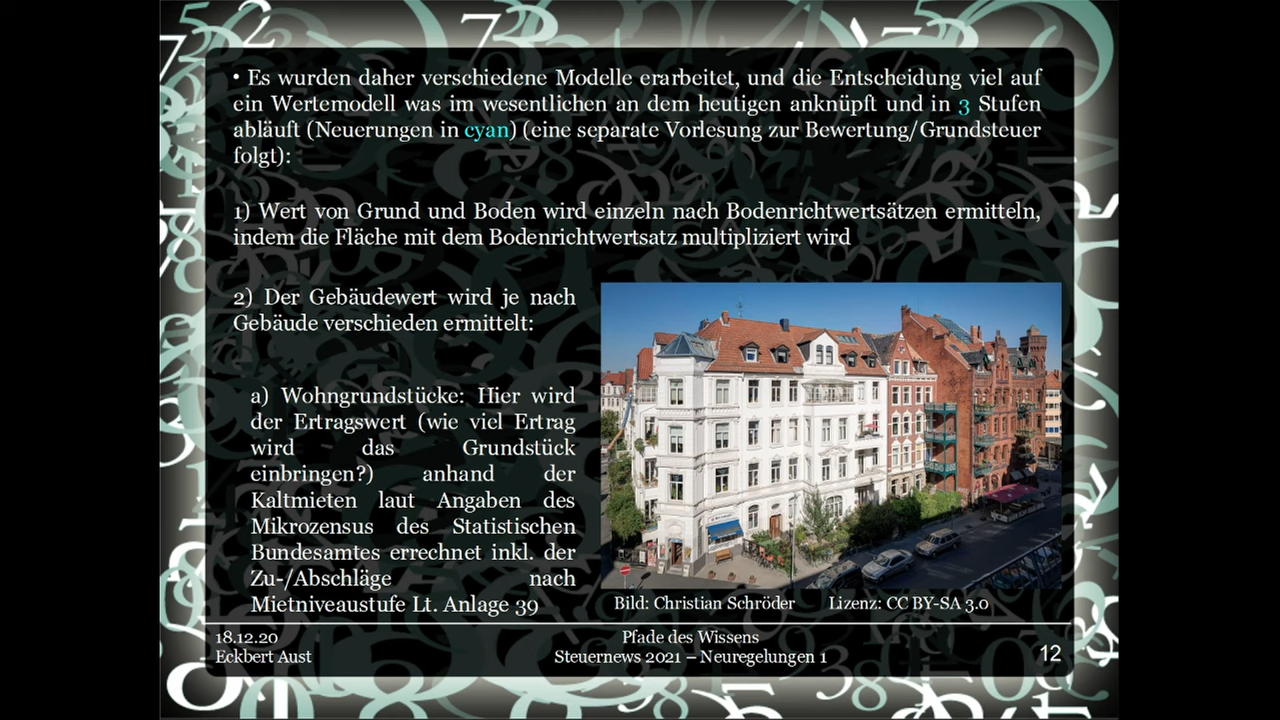 • Es wurden daher verschiedene Modelle erarbeitet, und die Entscheidung viel auf
ein Wertemodell was im wesentlichen an dem heutigen anknüpft und in 3 Stufen
abläuft (Neuerungen in cyan) (eine separate Vorlesung zur Bewertung/Grundsteuer
folgt):
1) Wert von Grund und Boden wird einzeln nach Bodenrichtwertsätzen ermitteln,
indem die Fläche mit dem Bodenrichtwertsatz multipliziert wird
2) Der Gebäudewert wird je nach
Gebäude verschieden ermittelt:
a) Wohngrundstücke: Hier wird
der Ertragswert (wie viel Ertrag
wird das Grundstück
einbringen?) anhand der
Kaltmieten laut Angaben des
Mikrozensus des Statistischen
Bundesamtes errechnet inkl. der
Zu-/Abschläge nach
Mietniveaustufe Lt. Anlage 39
Bild: Christian Schröder Lizenz: CC BY-SA 3.0
18.12.20
Eckbert Aust
Pfade des Wissens
Steuernews 2021 – Neuregelungen 1
12